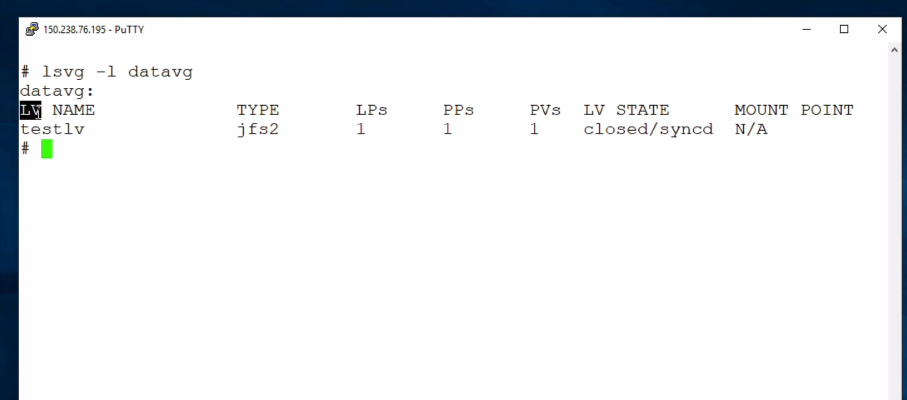 150.238.76.195 - PuTTY
# lsvg -l datavg
datavg:
LV NAME TYPE LPs PPs PVs LV STATE MOUNT POINT
testlv jfs2 1 1 1 closed/syncd N/A
#